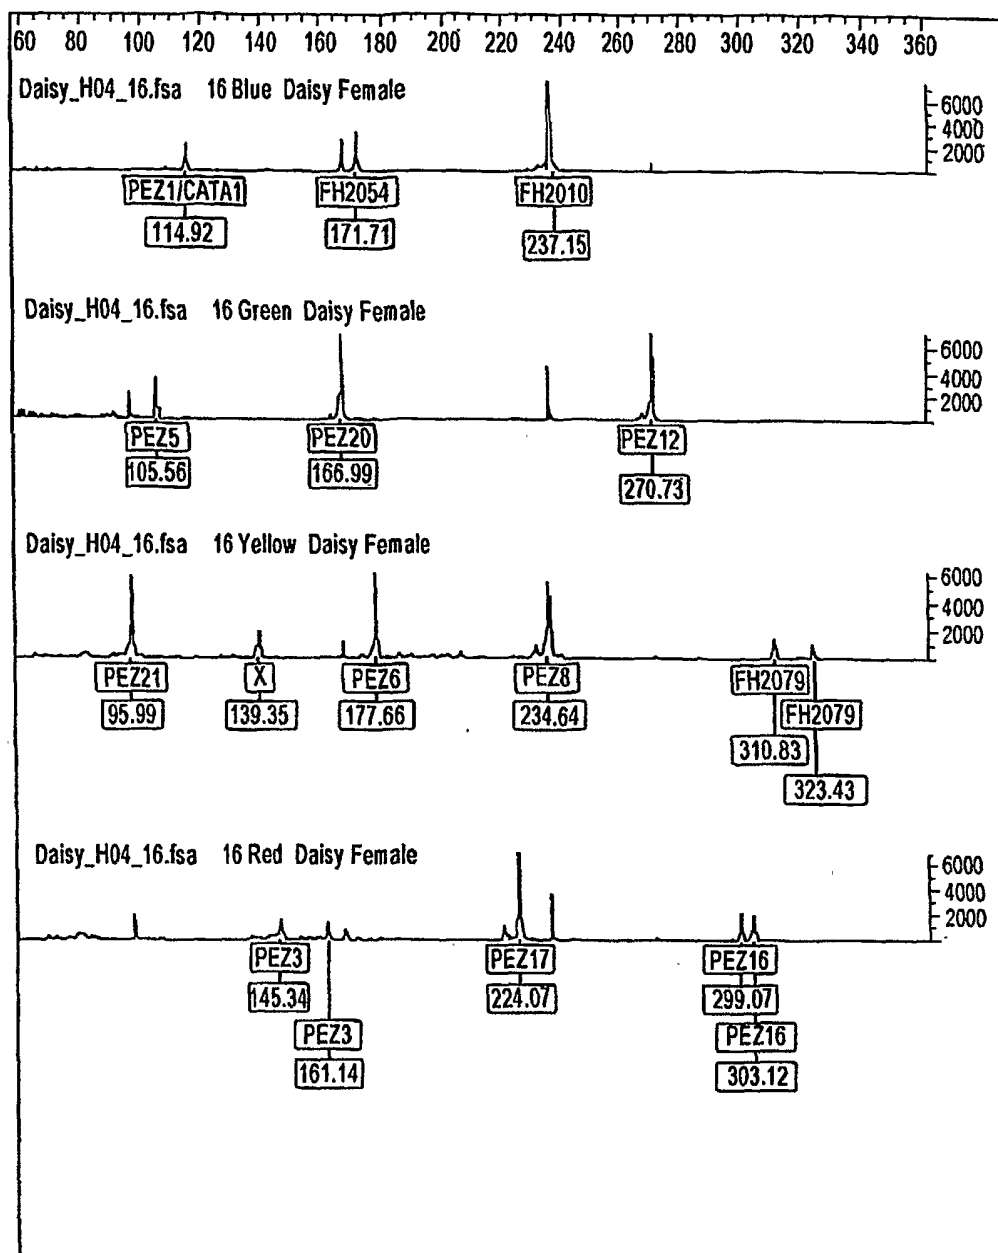 60 80 100 120 140 160 180 200 220 240 260 280 300 320 340 360
Daisy_H04_16.fsa 16 Blue Daisy Female
6000
4000
2000
PEZ1/CATA1 FH2054 FH2010
114.92 171.71 237.15
Daisy_H04_16.fsa 16 Green Daisy Female
6000
4000
2000
PEZ5 PEZ20 PEZ12
105.56 166.99 270.73
Daisy_H04_16.fsa 16 Yellow Daisy Female
6000
4000
2000
PEZ21 X PEZ6 PEZ8 FH2079
95.99 139.35 177.66 234.64 FH2079
310.83
323.43
Daisy_H04_16.fsa 16 Red Daisy Female
6000
4000
2000
PEZ3 PEZ17 PEZ16
145.34 224.07 299.07
PEZ3 PEZ16
161.14 303.12